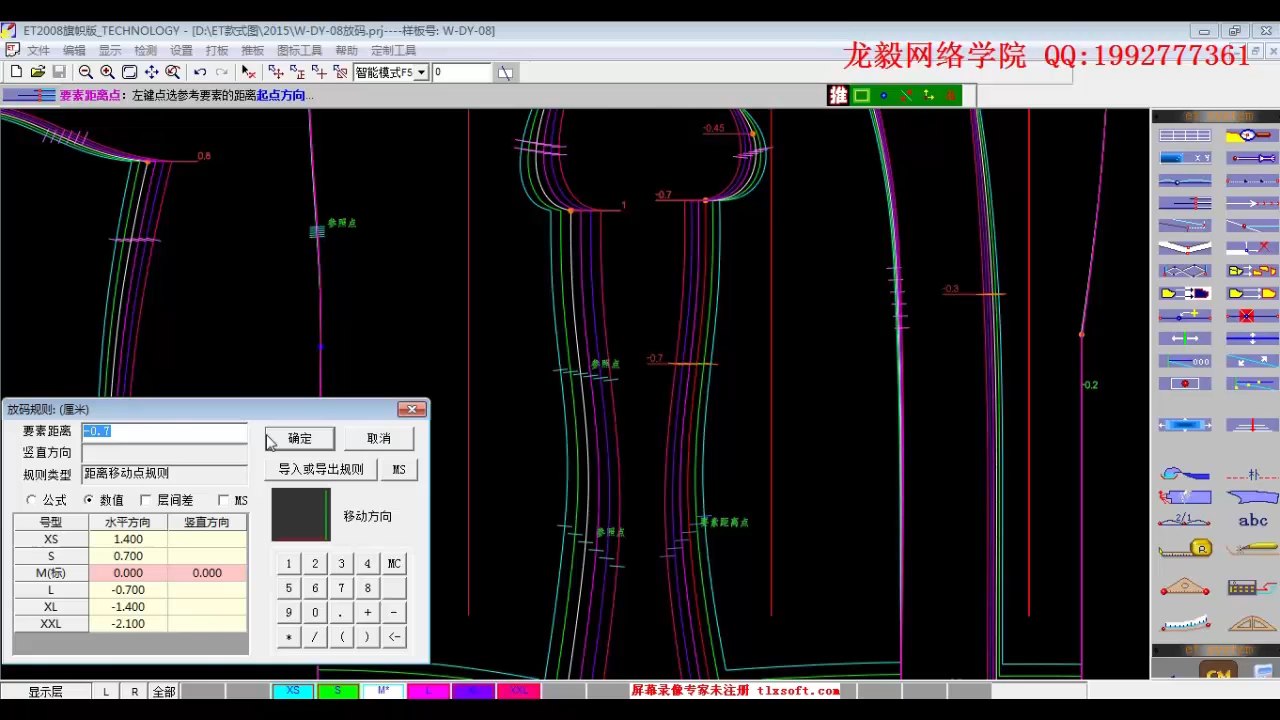 ET2008旗帜版_TECHNOLOGY - [D:\ET款式图\2015\W-DY-08放码.prj----样板号: W-DY-08]
文件 编辑 显示 检测 设置 打板 推板 图标工具 帮助 定制工具
龙毅网络学院 QQ:1992777361
智能模式F5 0
要素距离点: 左键点选参考要素的距离起点方向...
推
-0.45
0.8
-0.7
1
参照点
-0.3
-0.7
参照点
-0.2
放码规则: (厘米)
要素距离 -0.7 确定 取消
竖直方向
规则类型 距离移动点规则 导入或导出规则 MS
公式 数值 层间差 MS
移动方向
号型 水平方向 竖直方向
XS 1.400
S 0.700
M(标) 0.000 0.000
L -0.700
XL -1.400
XXL -2.100
1 2 3 4 MC
5 6 7 8
9 0 . + -
* / ( ) <-
要素距离点
参照点
X Y
000
补
2/1
abc
R
显示层 L R 全部 XS S M* L XL XXL 屏幕录像专家未注册 tlxsoft.com